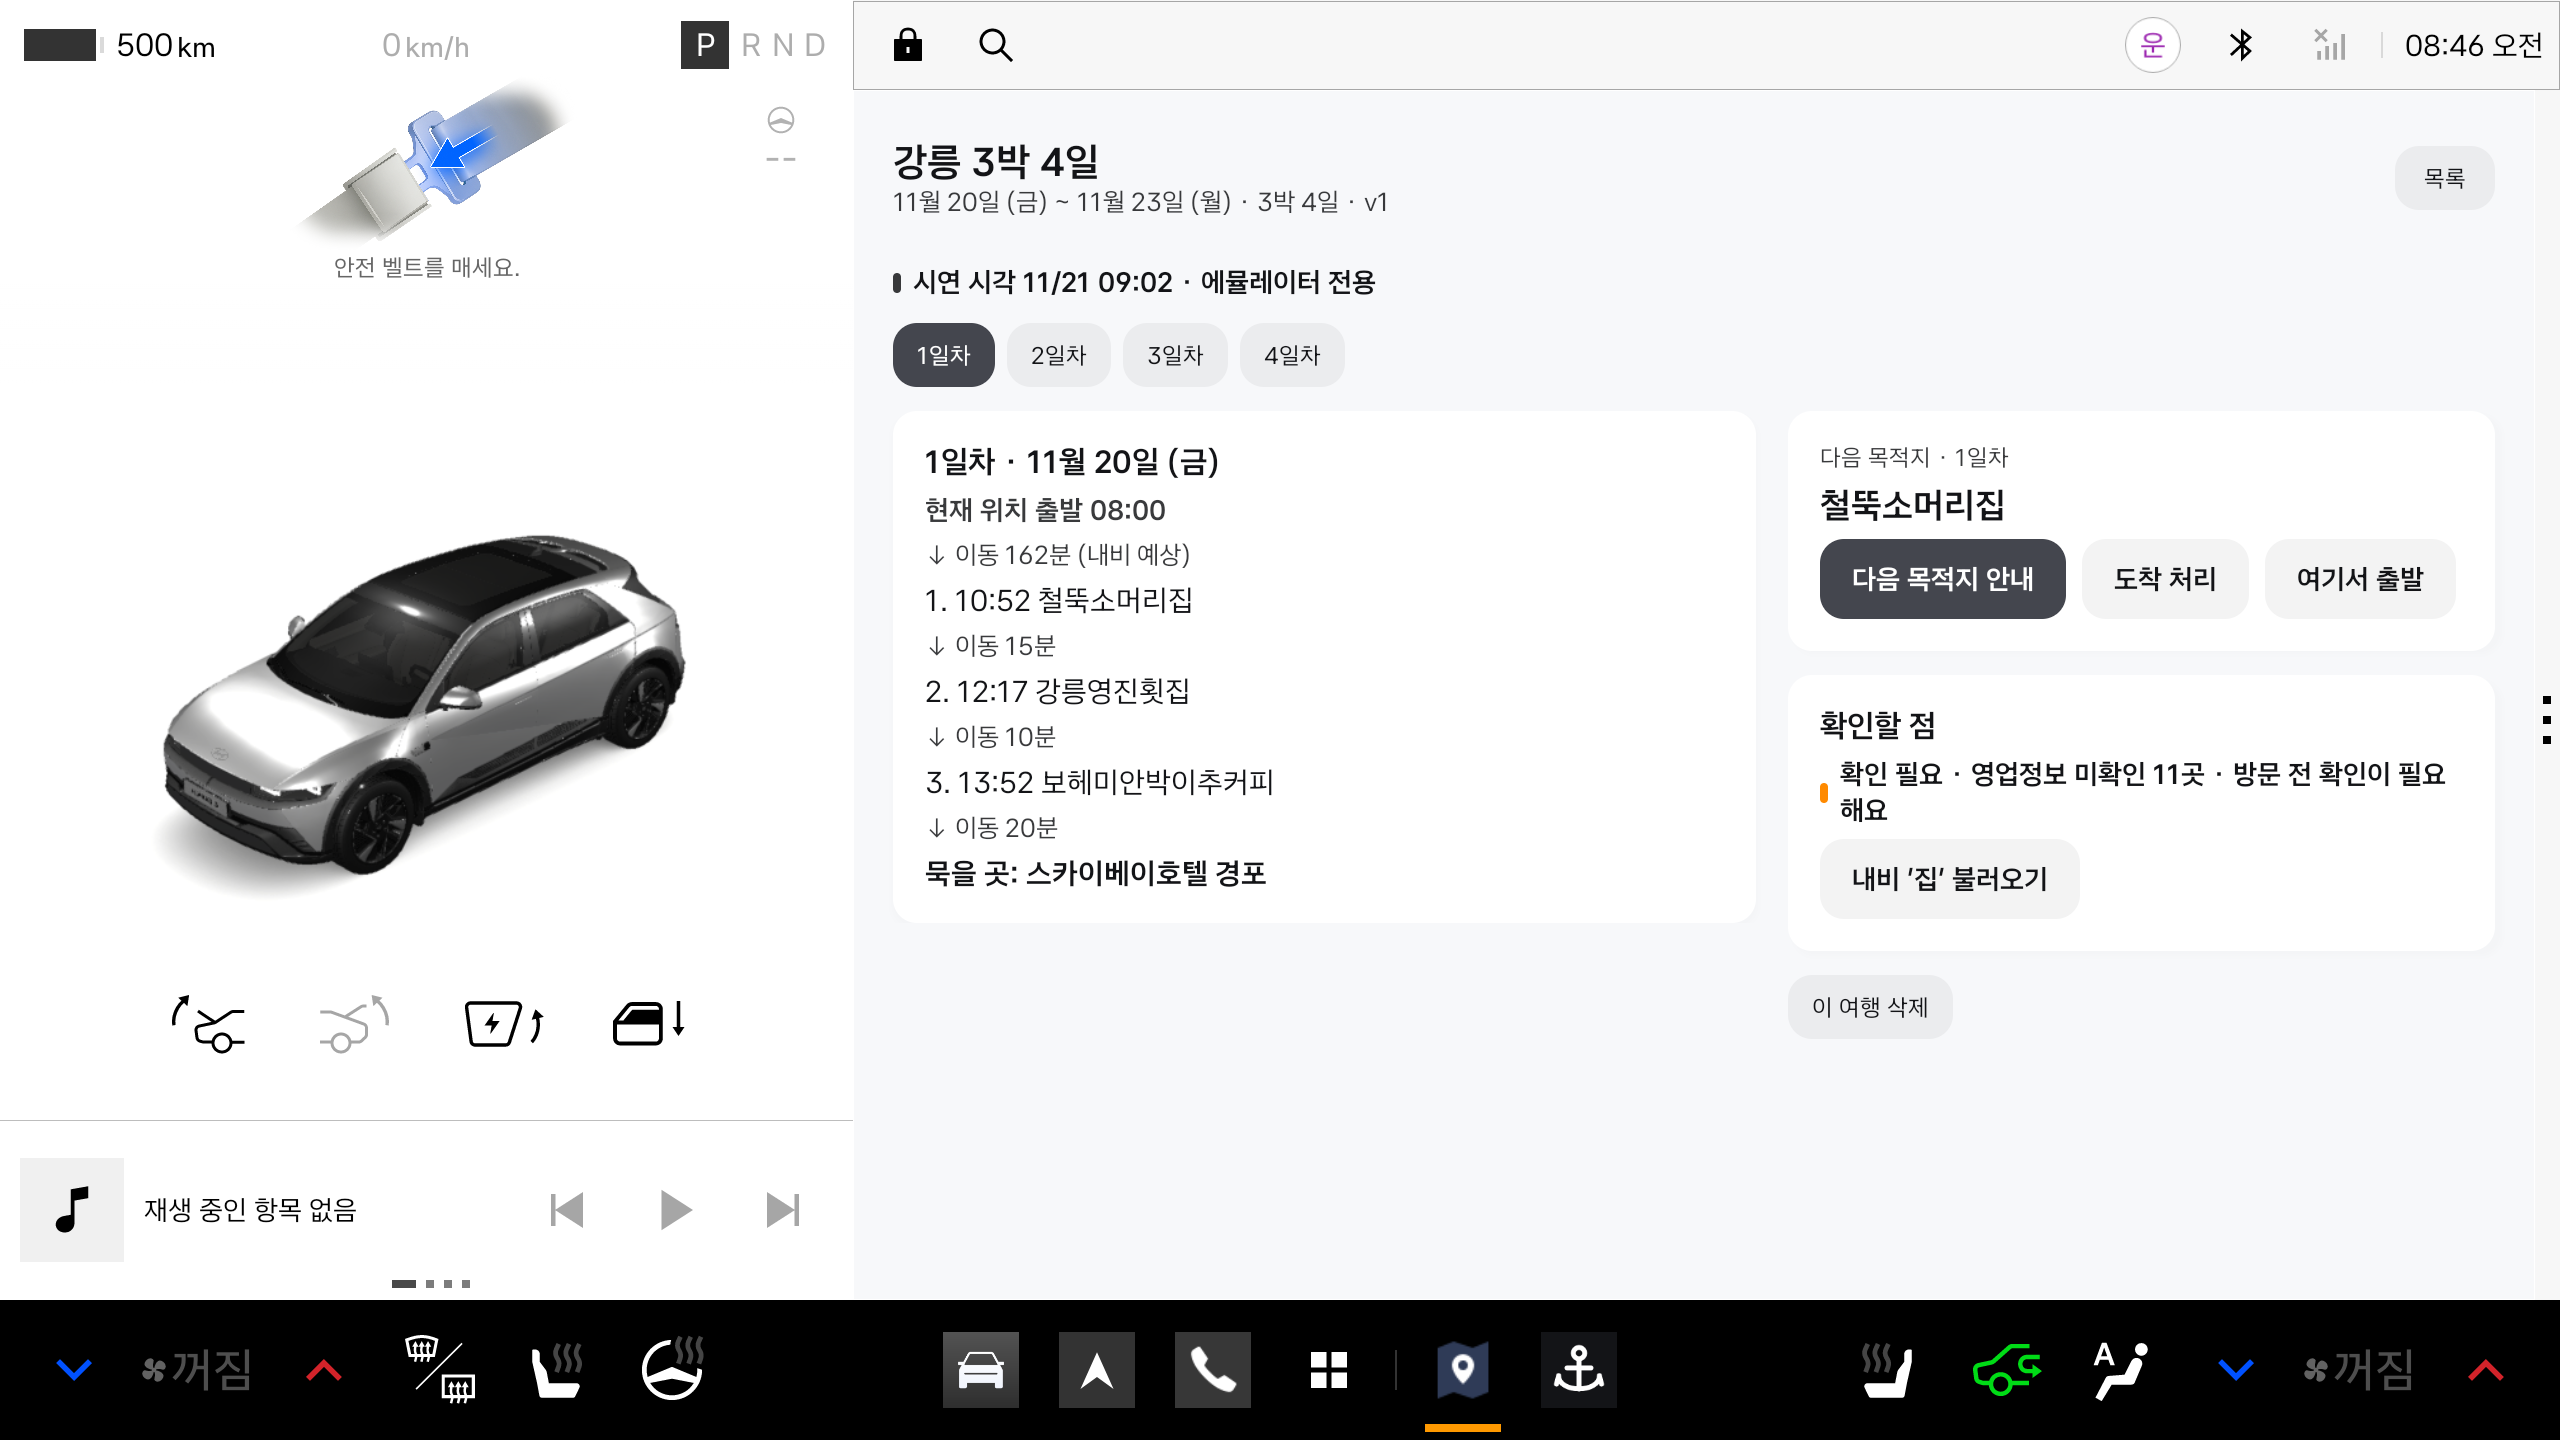 500 km
0 km/h
P R N D
--
안전 벨트를 매세요.
재생 중인 항목 없음
운
08:46 오전
강릉 3박 4일
11월 20일 (금) ~ 11월 23일 (월) · 3박 4일 · v1
목록
시연 시각 11/21 09:02 · 에뮬레이터 전용
1일차
2일차
3일차
4일차
1일차 · 11월 20일 (금)
현재 위치 출발 08:00
↓ 이동 162분 (내비 예상)
1. 10:52 철뚝소머리집
↓ 이동 15분
2. 12:17 강릉영진횟집
↓ 이동 10분
3. 13:52 보헤미안박이추커피
↓ 이동 20분
묵을 곳: 스카이베이호텔 경포
다음 목적지 · 1일차
철뚝소머리집
다음 목적지 안내
도착 처리
여기서 출발
확인할 점
확인 필요 · 영업정보 미확인 11곳 · 방문 전 확인이 필요
해요
내비 '집' 불러오기
이 여행 삭제
꺼짐
A
꺼짐